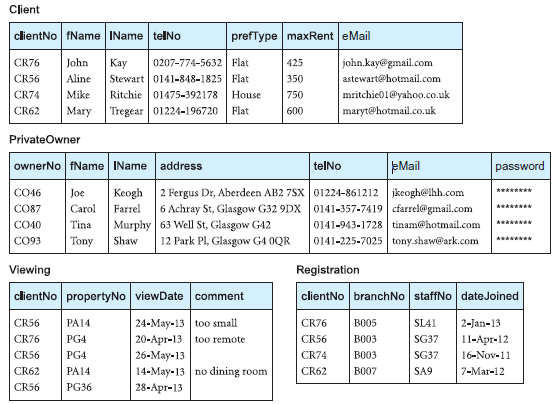 Client
clientNo fName lName telNo prefType maxRent eMail
CR76 John Kay 0207-774-5632 Flat 425 john.kay@gmail.com
CR56 Aline Stewart 0141-848-1825 Flat 350 astewart@hotmail.com
CR74 Mike Ritchie 01475-392178 House 750 mritchie01@yahoo.co.uk
CR62 Mary Tregear 01224-196720 Flat 600 maryt@hotmail.co.uk
PrivateOwner
ownerNo fName lName address telNo eMail password
CO46 Joe Keogh 2 Fergus Dr, Aberdeen AB2 7SX 01224-861212 jkeogh@lhh.com ********
CO87 Carol Farrel 6 Achray St, Glasgow G32 9DX 0141-357-7419 cfarrel@gmail.com ********
CO40 Tina Murphy 63 Well St, Glasgow G42 0141-943-1728 tinam@hotmail.com ********
CO93 Tony Shaw 12 Park Pl, Glasgow G4 0QR 0141-225-7025 tony.shaw@ark.com ********
Viewing
clientNo propertyNo viewDate comment
CR56 PA14 24-May-13 too small
CR76 PG4 20-Apr-13 too remote
CR56 PG4 26-May-13
CR62 PA14 14-May-13 no dining room
CR56 PG36 28-Apr-13
Registration
clientNo branchNo staffNo dateJoined
CR76 B005 SL41 2-Jan-13
CR56 B003 SG37 11-Apr-12
CR74 B003 SG37 16-Nov-11
CR62 B007 SA9 7-Mar-12